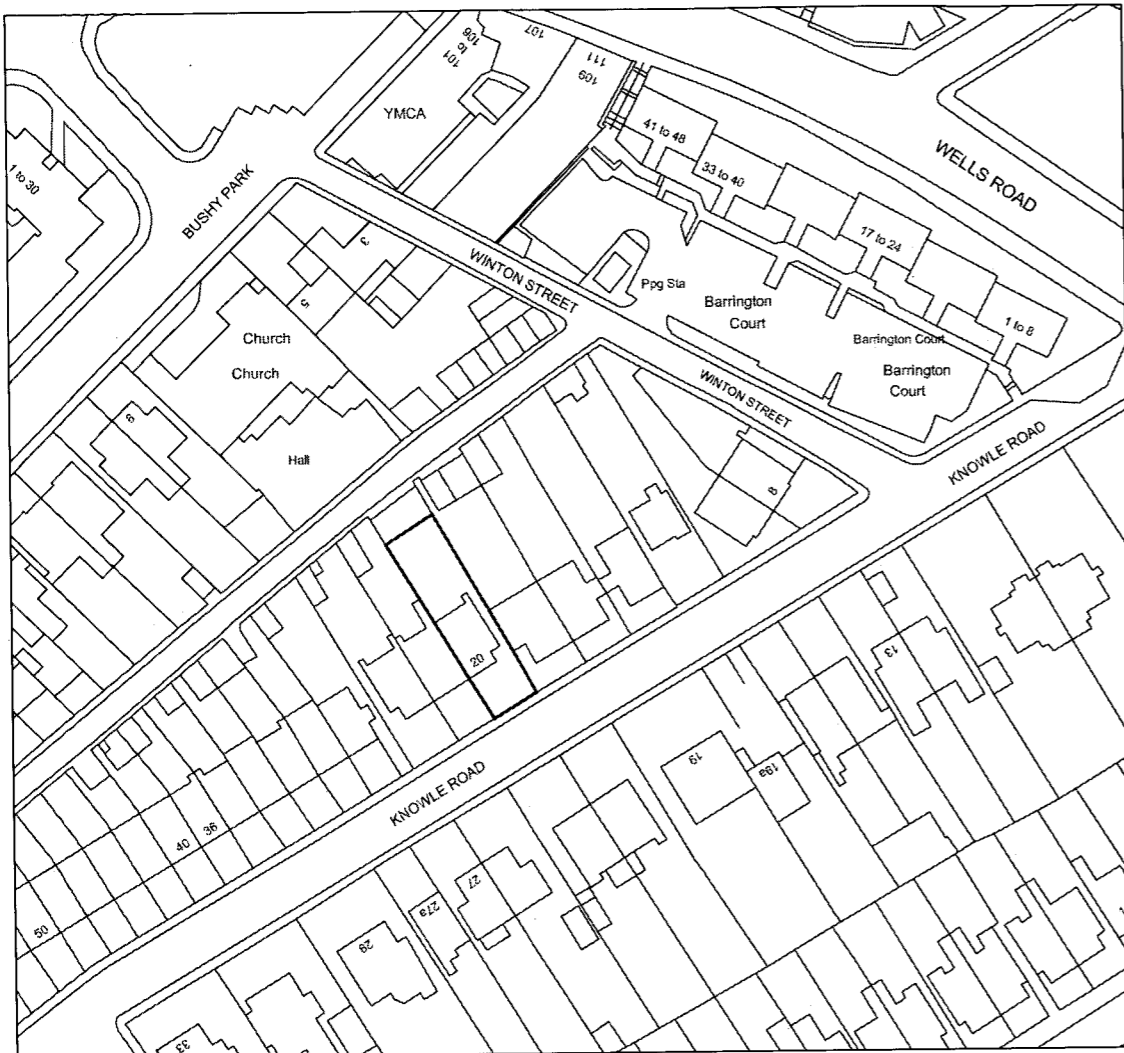 107
101
to
106
111
109
YMCA
41 to 48
33 to 40
WELLS ROAD
1 to 30
BUSHY PARK
17 to 24
3
WINTON STREET
Ppg Sta
Barrington
Court
1 to 8
5
Church
Church
Barrington Court
Barrington
Court
WINTON STREET
9
Hall
KNOWLE ROAD
8
20
13
19
19a
KNOWLE ROAD
40
36
27
27a
29
50
33